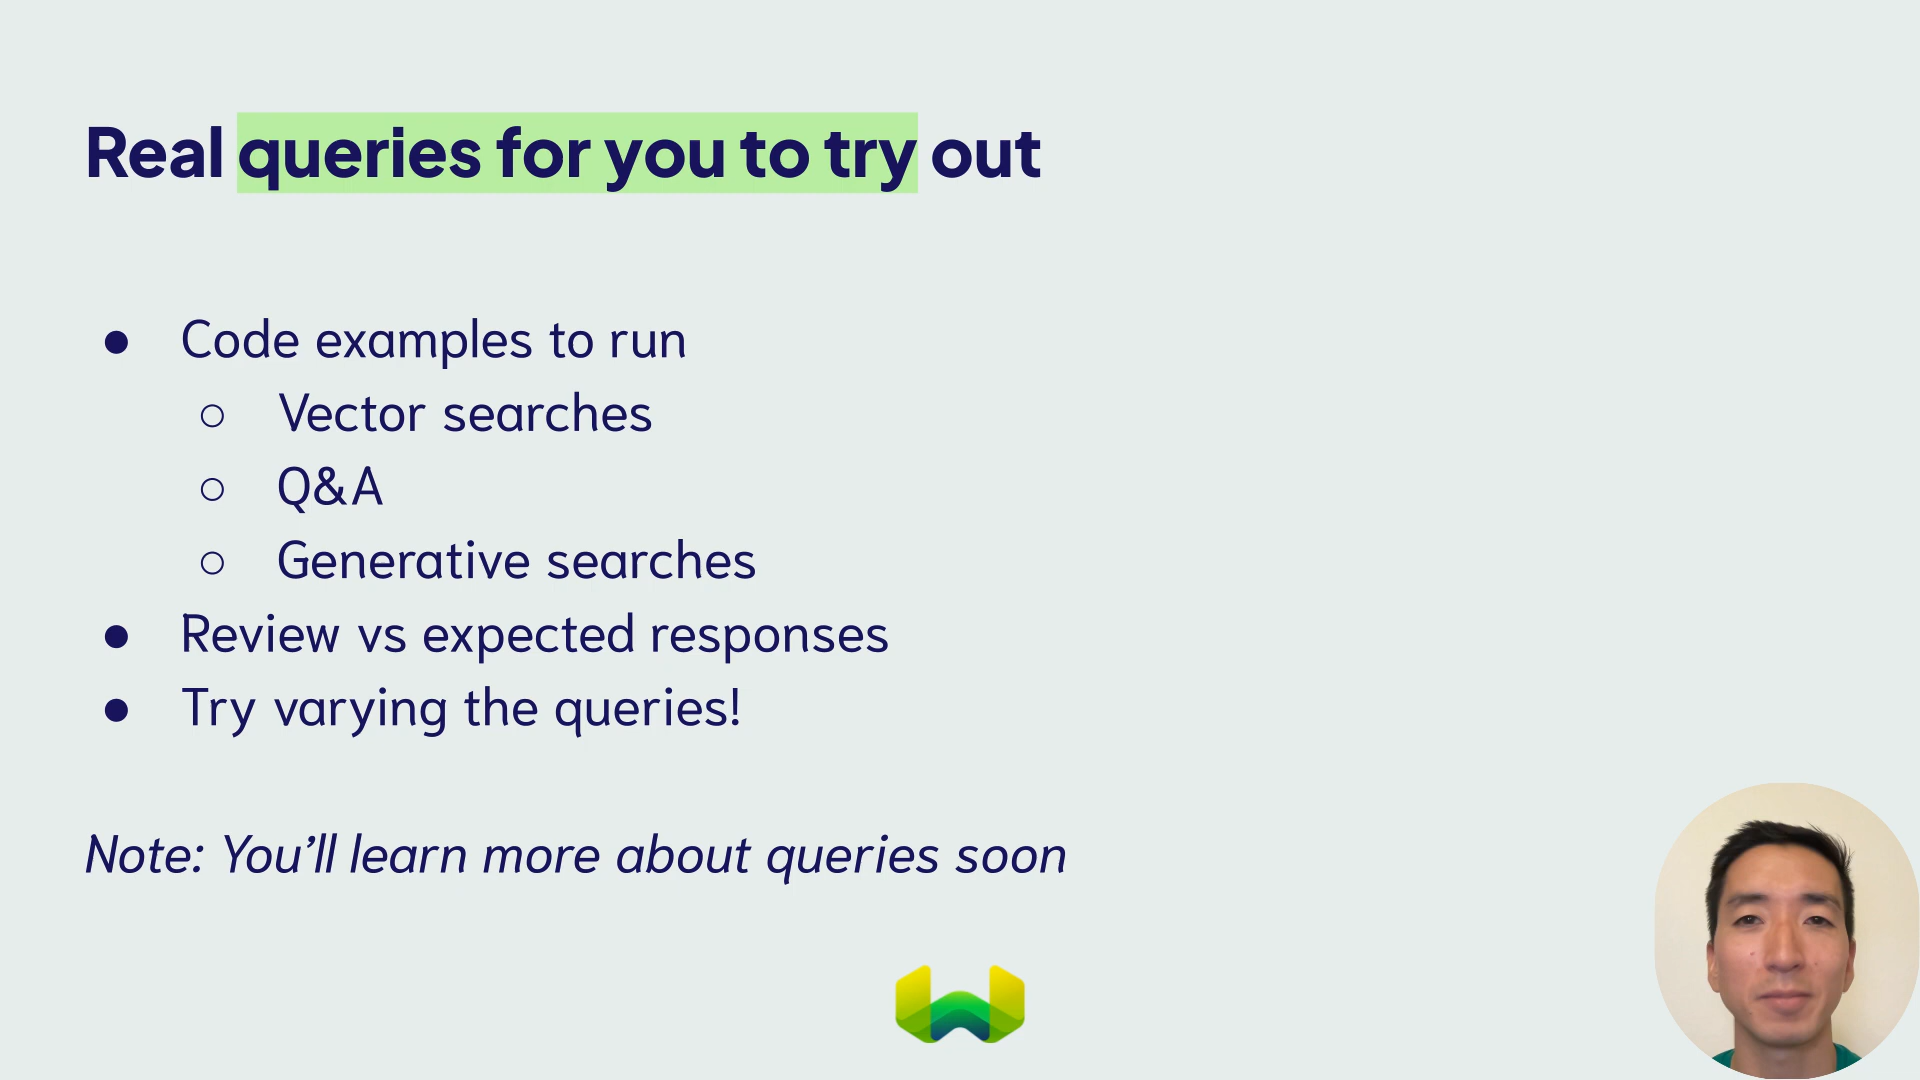 Real queries for you to try out
● Code examples to run
○ Vector searches
○ Q&A
○ Generative searches
● Review vs expected responses
● Try varying the queries!
Note: You’ll learn more about queries soon